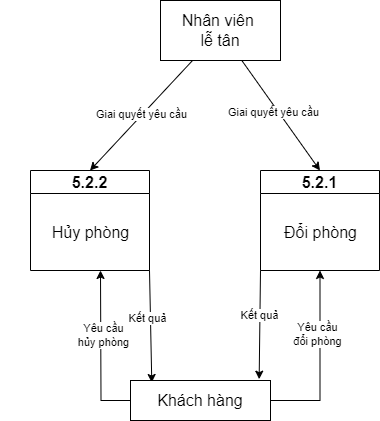 Nhân viên
lễ tân
Giai quyết yêu cầu
Giai quyết yêu cầu
5.2.2
5.2.1
Hủy phòng
Đổi phòng
Kết quả
Kết quả
Yêu cầu
hủy phòng
Yêu cầu
đổi phòng
Khách hàng